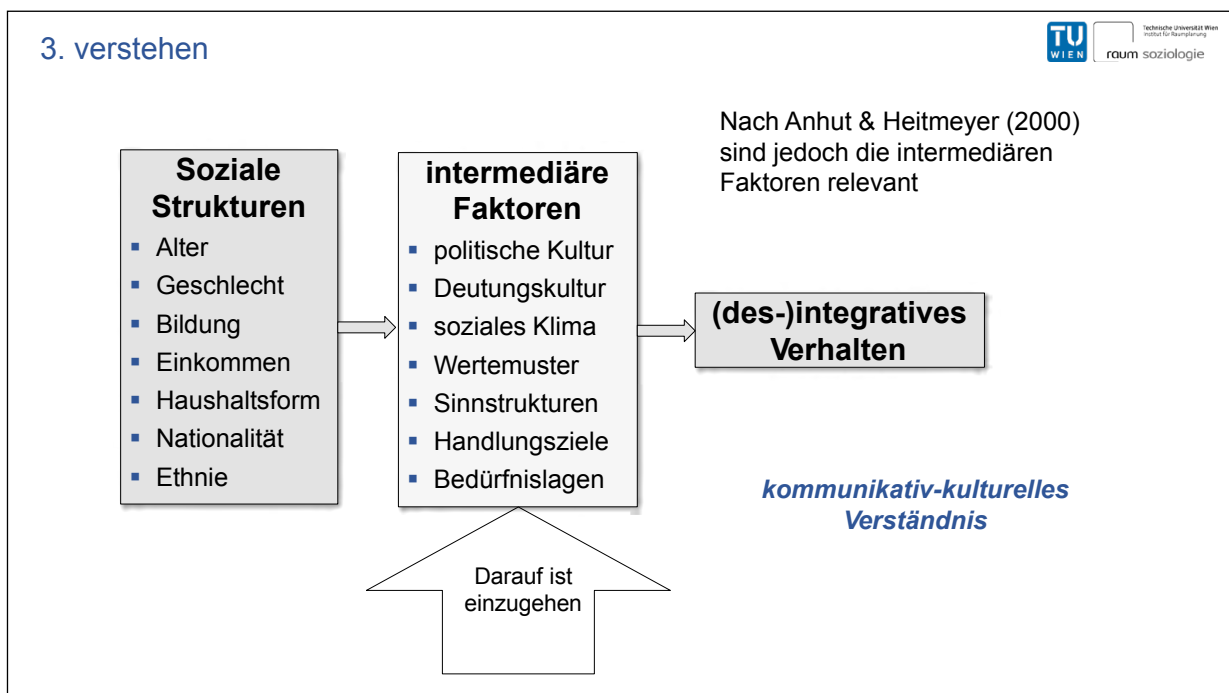 3. verstehen
TU
WIEN
Technische Universität Wien
Institut für Raumplanung
raum soziologie
Nach Anhut & Heitmeyer (2000)
sind jedoch die intermediären
Faktoren relevant
Soziale
Strukturen
▪ Alter
▪ Geschlecht
▪ Bildung
▪ Einkommen
▪ Haushaltsform
▪ Nationalität
▪ Ethnie
intermediäre
Faktoren
▪ politische Kultur
▪ Deutungskultur
▪ soziales Klima
▪ Wertemuster
▪ Sinnstrukturen
▪ Handlungsziele
▪ Bedürfnislagen
(des-)integratives
Verhalten
kommunikativ-kulturelles
Verständnis
Darauf ist
einzugehen